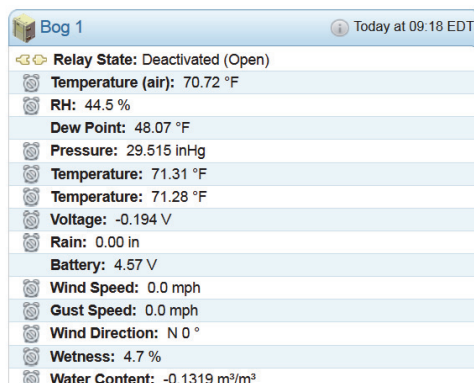 Bog 1 Today at 09:18 EDT
Relay State: Deactivated (Open)
Temperature (air): 70.72 °F
RH: 44.5 %
Dew Point: 48.07 °F
Pressure: 29.515 inHg
Temperature: 71.31 °F
Temperature: 71.28 °F
Voltage: -0.194 V
Rain: 0.00 in
Battery: 4.57 V
Wind Speed: 0.0 mph
Gust Speed: 0.0 mph
Wind Direction: N 0 °
Wetness: 4.7 %
Water Content: -0.1319 m³/m³